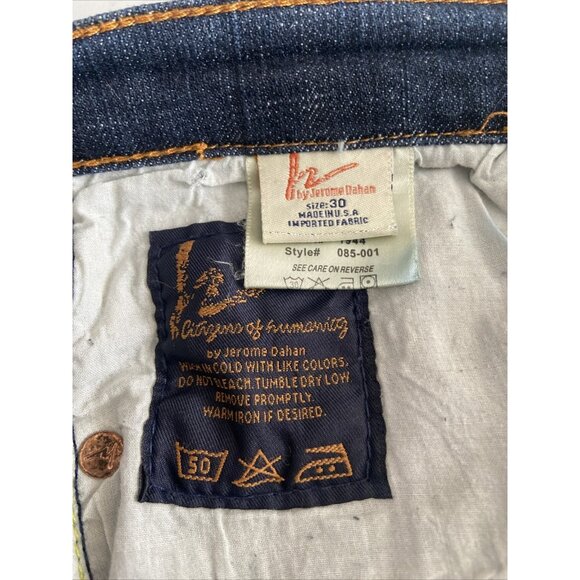 by Jerome Dahan
size: 30
MADE IN U.S.A
IMPORTED FABRIC
1944
Style# 085-001
SEE CARE ON REVERSE
Citizens of humanity
by Jerome Dahan
WASH IN COLD WITH LIKE COLORS.
DO NOT BLEACH. TUMBLE DRY LOW
REMOVE PROMPTLY.
WARM IRON IF DESIRED.
50